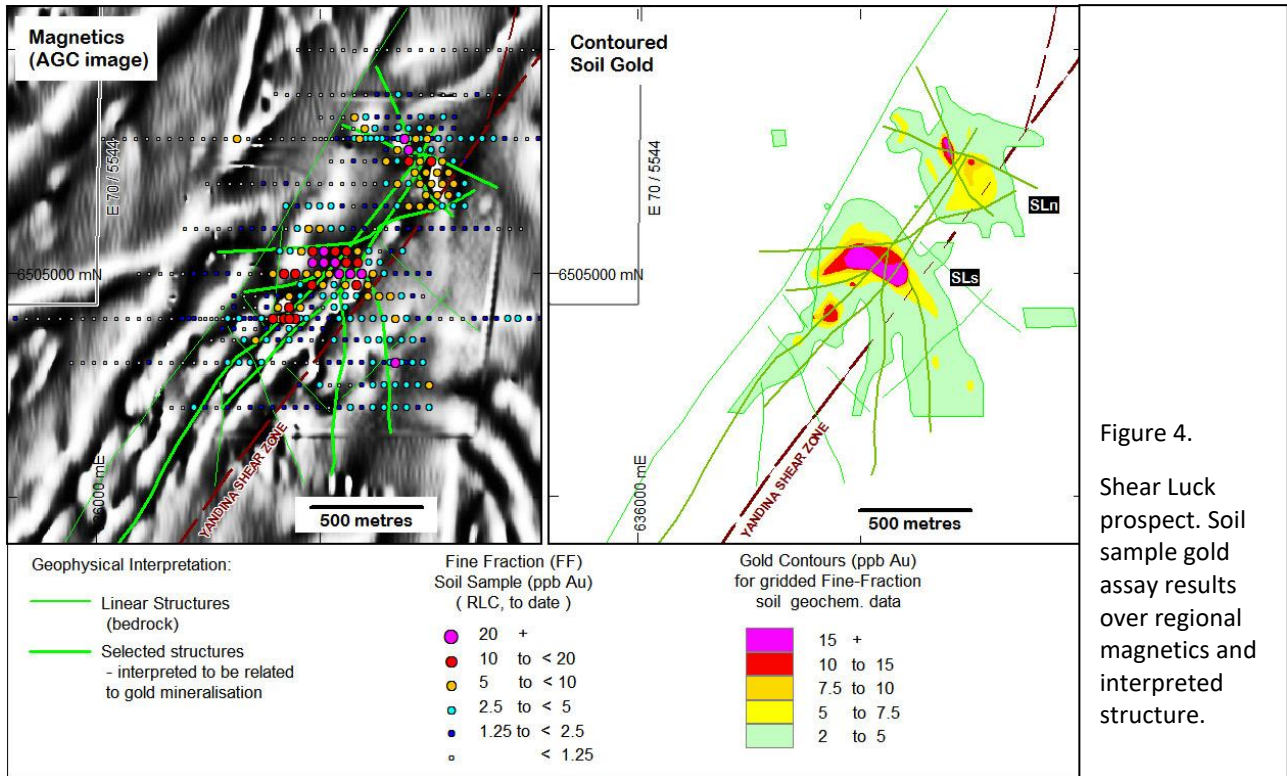 Magnetics
(AGC image)
E 70 / 5544
6505000 mN
636000 mE
YANDINA SHEAR ZONE
500 metres
Contoured
Soil Gold
E 70 / 5544
SLn
6505000 mN
SLs
636000 mE
YANDINA SHEAR ZONE
500 metres
Geophysical Interpretation:
Linear Structures
(bedrock)
Selected structures
- interpreted to be related
to gold mineralisation
Fine Fraction (FF)
Soil Sample (ppb Au)
( RLC, to date )
20 +
10 to < 20
5 to < 10
2.5 to < 5
1.25 to < 2.5
< 1.25
Gold Contours (ppb Au)
for gridded Fine-Fraction
soil geochem. data
15 +
10 to 15
7.5 to 10
5 to 7.5
2 to 5
Figure 4.
Shear Luck
prospect. Soil
sample gold
assay results
over regional
magnetics and
interpreted
structure.